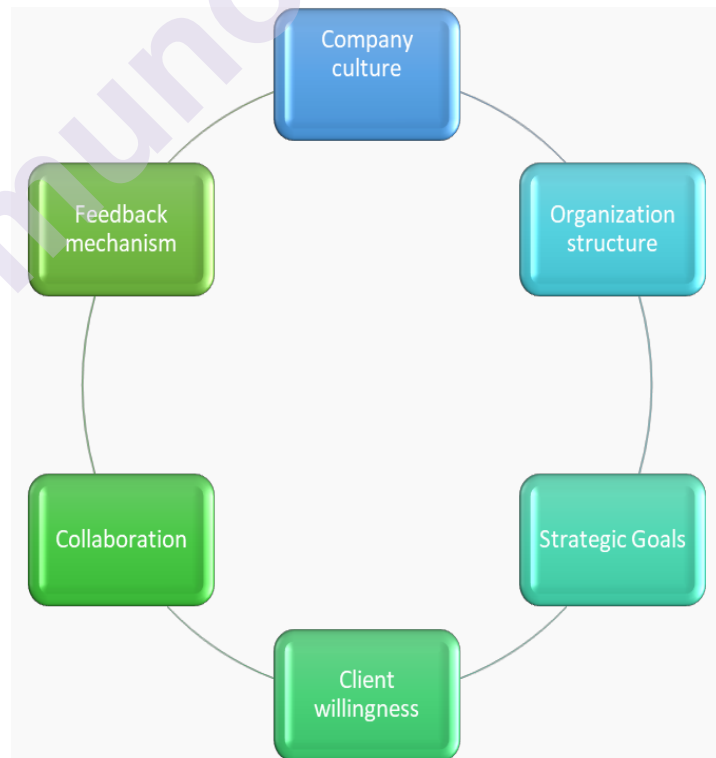 Company
culture
Organization
structure
Strategic Goals
Client
willingness
Collaboration
Feedback
mechanism